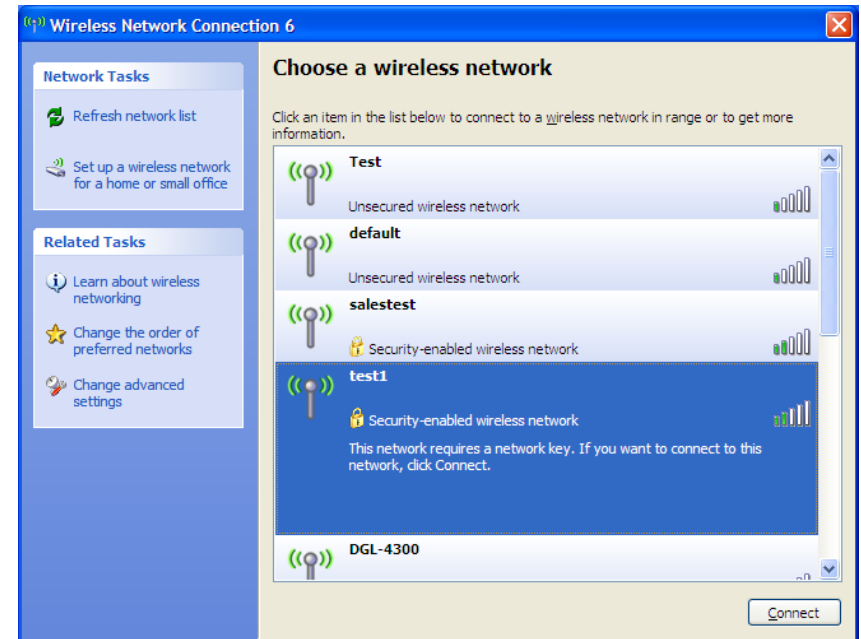 Wireless Network Connection 6
Network Tasks
Refresh network list
Set up a wireless network
for a home or small office
Related Tasks
Learn about wireless
networking
Change the order of
preferred networks
Change advanced
settings
Choose a wireless network
Click an item in the list below to connect to a wireless network in range or to get more
information.
Test
Unsecured wireless network
default
Unsecured wireless network
salestest
Security-enabled wireless network
test1
Security-enabled wireless network
This network requires a network key. If you want to connect to this
network, click Connect.
DGL-4300
Connect